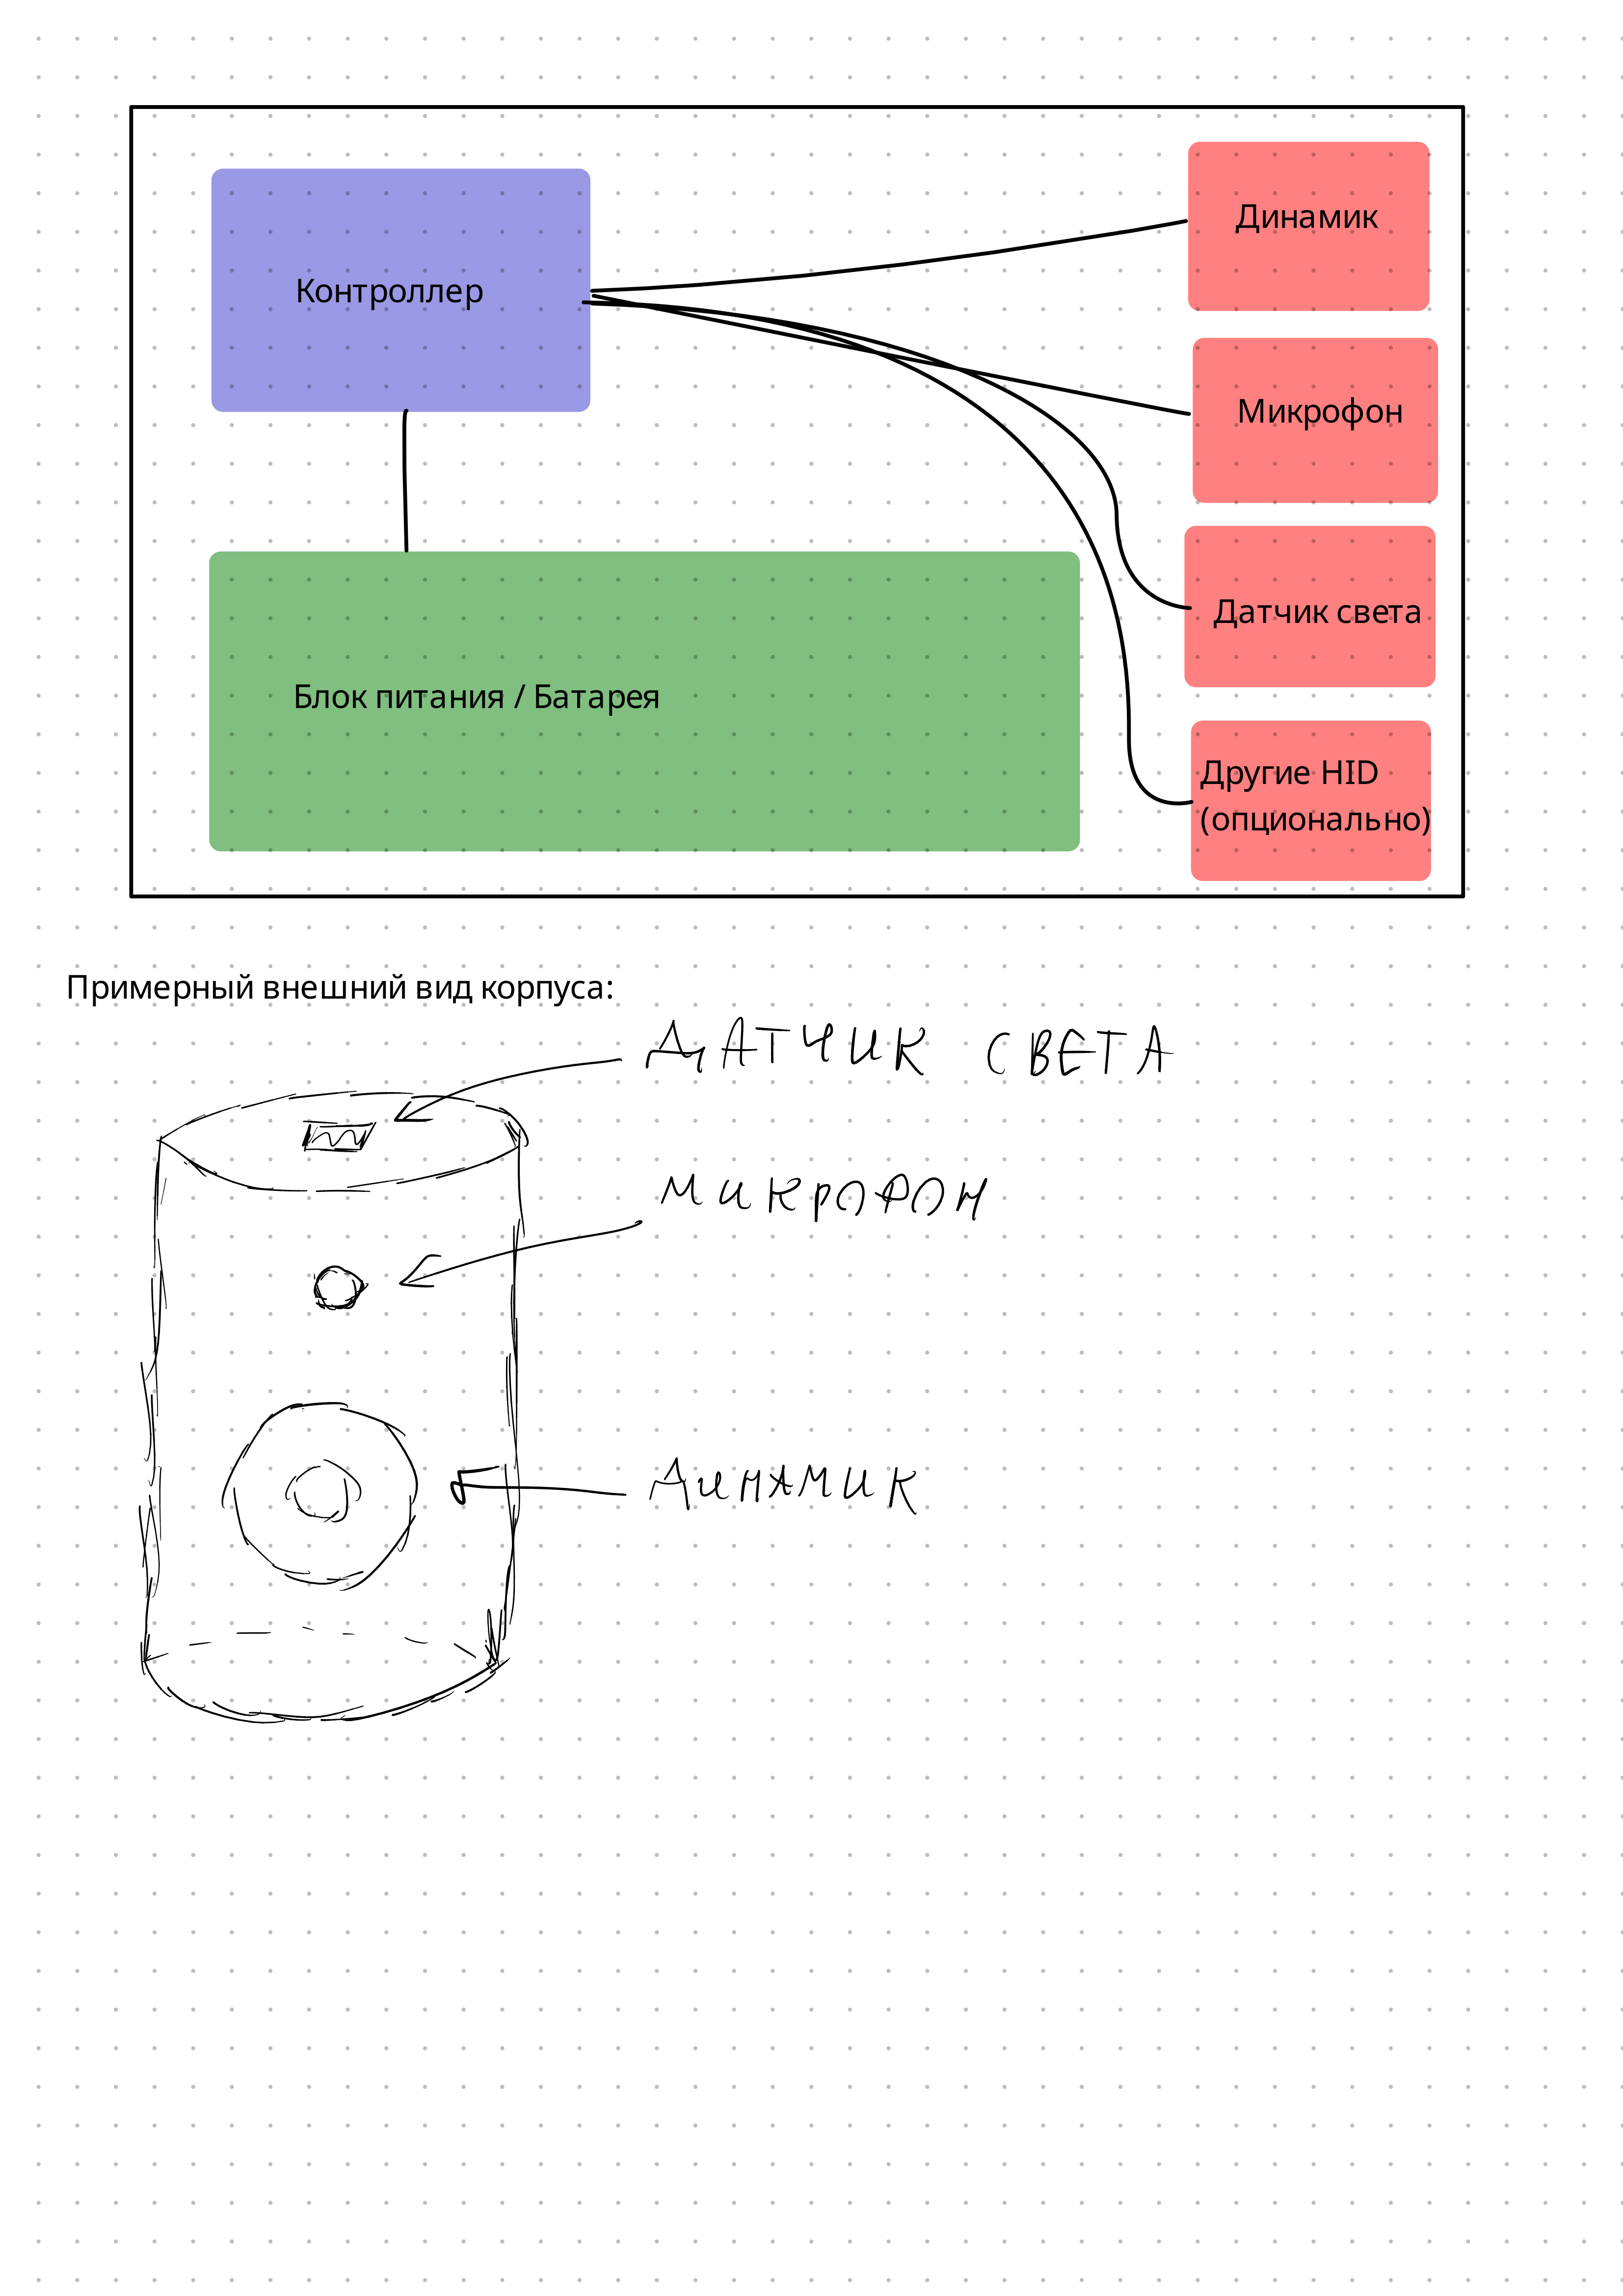 Динамик
Контроллер
Микрофон
Датчик света
Блок питания / Батарея
Другие HID
(опционально)
Примерный внешний вид корпуса:
ДАТЧИК СВЕТА
МИКРОФОН
ДИНАМИК